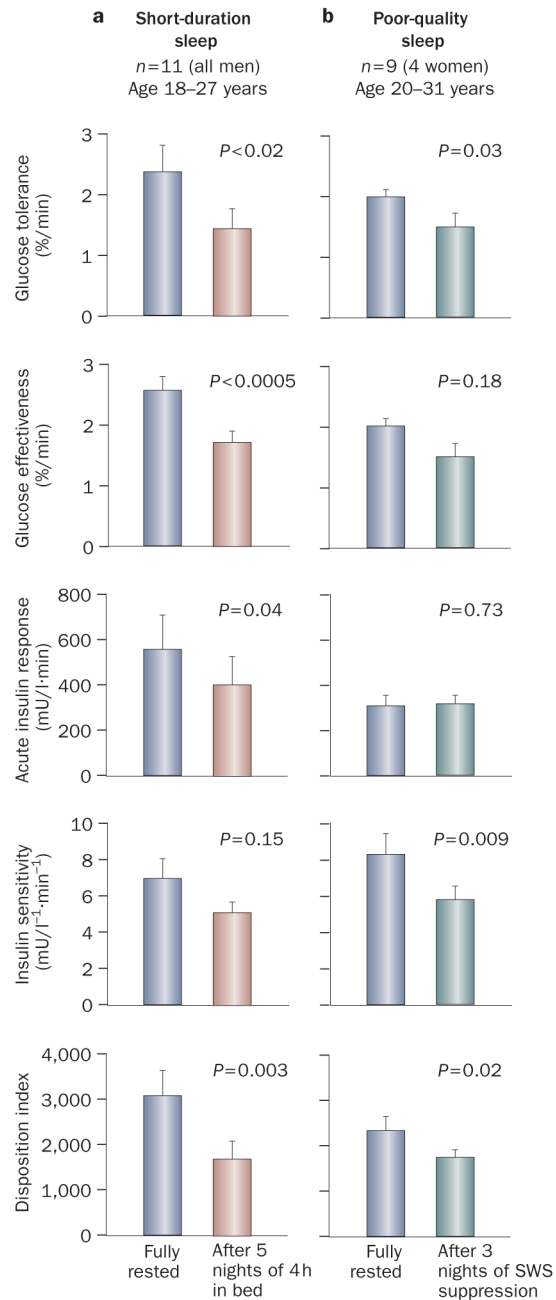 a Short-duration
sleep
n=11 (all men)
Age 18–27 years
b Poor-quality
sleep
n=9 (4 women)
Age 20–31 years
Glucose tolerance
(%/min)
3
2
1
0
P<0.02
P=0.03
Glucose effectiveness
(%/min)
3
2
1
0
P<0.0005
P=0.18
Acute insulin response
(mU/l·min)
800
600
400
200
0
P=0.04
P=0.73
Insulin sensitivity
(mU/l⁻¹·min⁻¹)
10
8
6
4
2
0
P=0.15
P=0.009
Disposition index
4,000
3,000
2,000
1,000
0
P=0.003
P=0.02
Fully
rested
After 5
nights of 4h
in bed
Fully
rested
After 3
nights of SWS
suppression